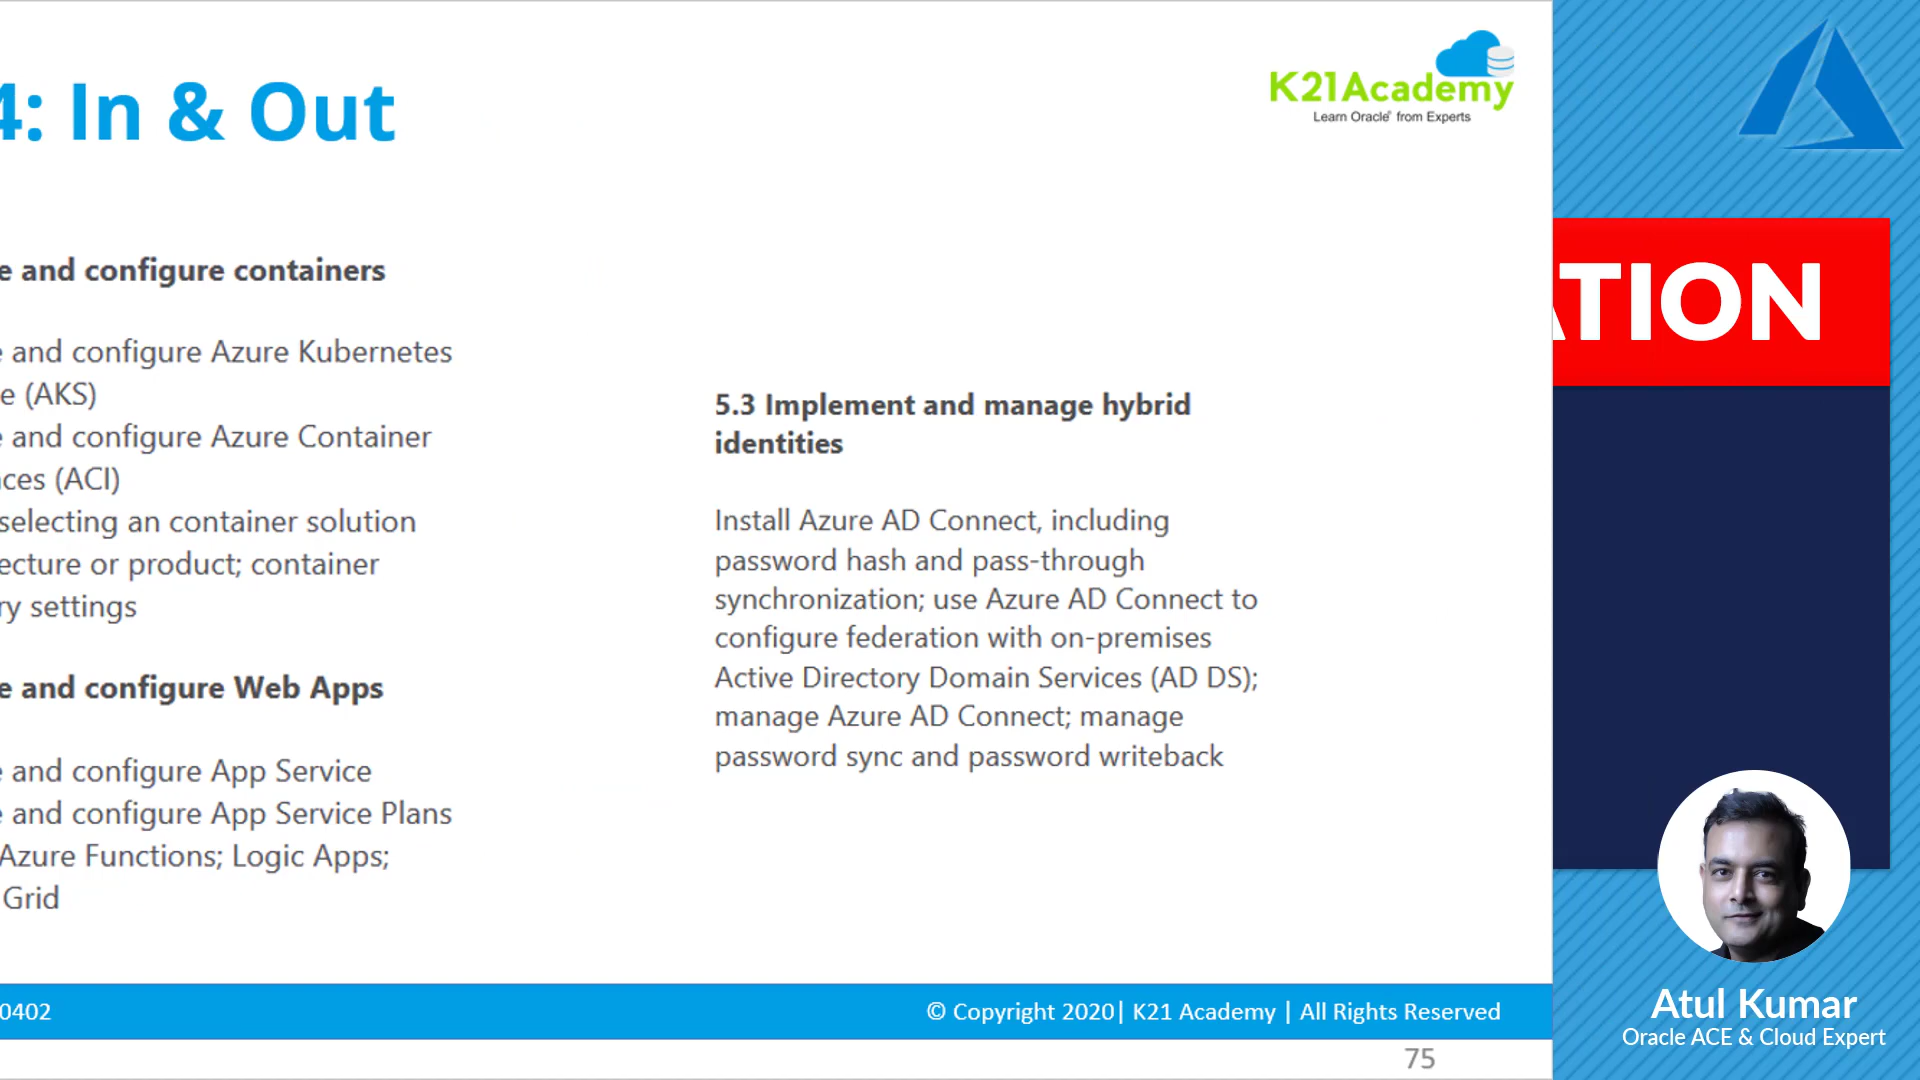 4: In & Out
K21Academy
Learn Oracle® from Experts
e and configure containers
e and configure Azure Kubernetes
e (AKS)
e and configure Azure Container
ces (ACI)
selecting an container solution
ecture or product; container
ry settings
e and configure Web Apps
e and configure App Service
e and configure App Service Plans
Azure Functions; Logic Apps;
Grid
5.3 Implement and manage hybrid
identities
Install Azure AD Connect, including
password hash and pass-through
synchronization; use Azure AD Connect to
configure federation with on-premises
Active Directory Domain Services (AD DS);
manage Azure AD Connect; manage
password sync and password writeback
ATION
0402
© Copyright 2020| K21 Academy | All Rights Reserved
75
Atul Kumar
Oracle ACE & Cloud Expert